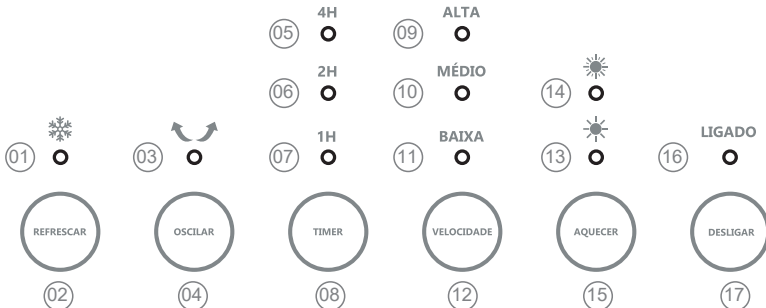 05 4H 09 ALTA
06 2H 10 MÉDIO 14
01 03 07 1H 11 BAIXA 13 16 LIGADO
REFRESCAR OSCILAR TIMER VELOCIDADE AQUECER DESLIGAR
02 04 08 12 15 17